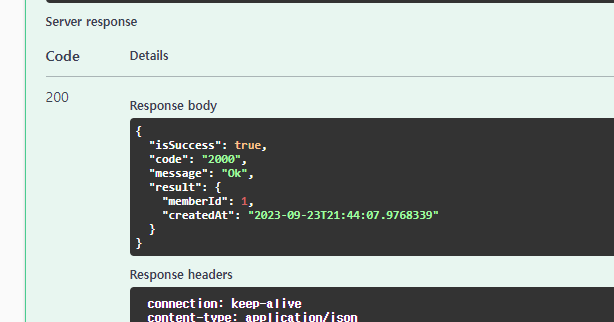 Server response
Code Details
200
Response body
{
  "isSuccess": true,
  "code": "2000",
  "message": "Ok",
  "result": {
    "memberId": 1,
    "createdAt": "2023-09-23T21:44:07.9768339"
  }
}
Response headers
connection: keep-alive
content-type: application/json